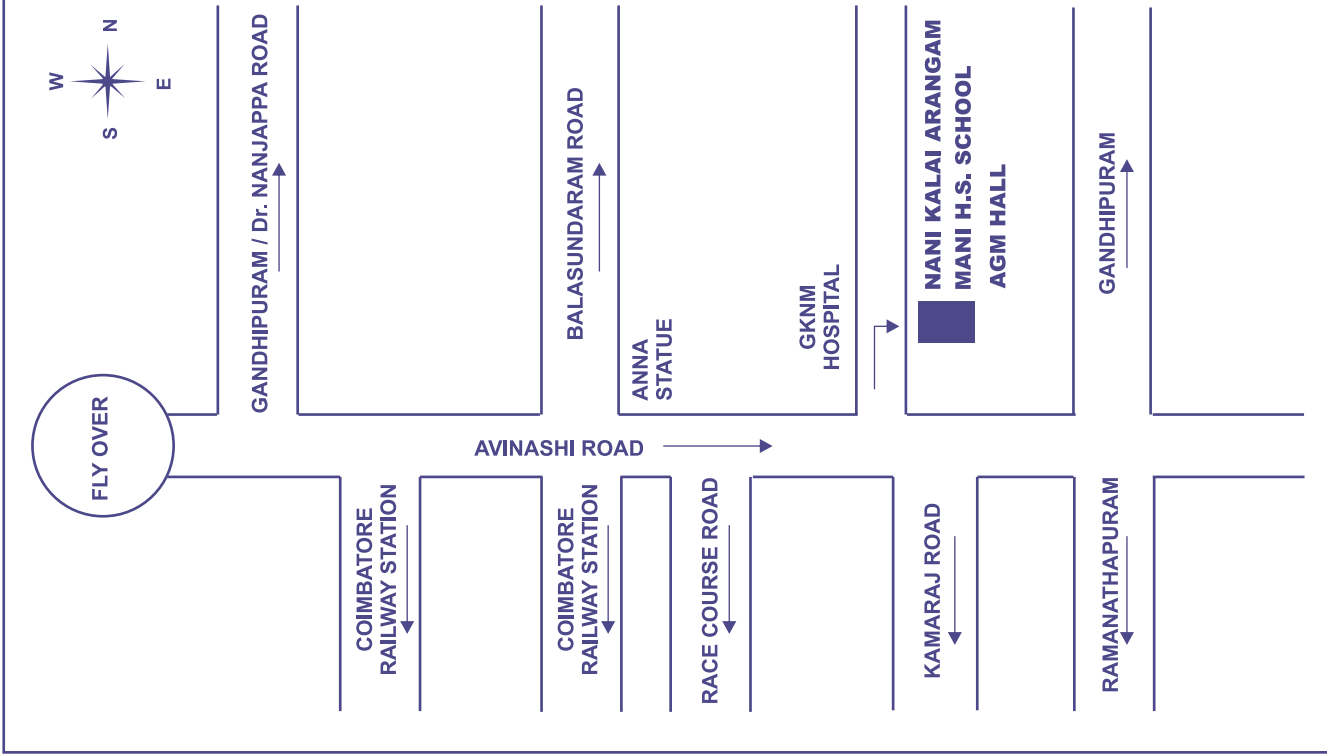 N
W
E
S
GANDHIPURAM / Dr. NANJAPPA ROAD
BALASUNDARAM ROAD
ANNA
STATUE
GKNM
HOSPITAL
NANI KALAI ARANGAM
MANI H.S. SCHOOL
AGM HALL
GANDHIPURAM
FLY OVER
AVINASHI ROAD
COIMBATORE
RAILWAY STATION
COIMBATORE
RAILWAY STATION
RACE COURSE ROAD
KAMARAJ ROAD
RAMANATHAPURAM